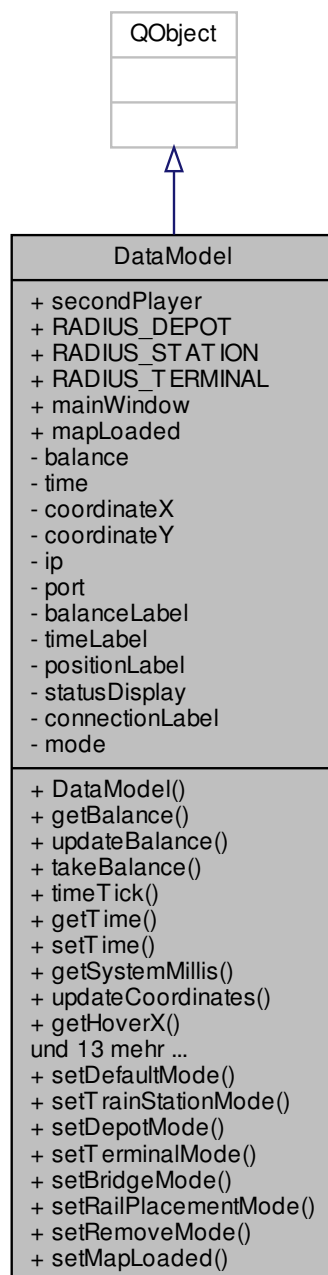 QObject
DataModel
+ secondPlayer
+ RADIUS_DEPOT
+ RADIUS_STATION
+ RADIUS_TERMINAL
+ mainWindow
+ mapLoaded
- balance
- time
- coordinateX
- coordinateY
- ip
- port
- balanceLabel
- timeLabel
- positionLabel
- statusDisplay
- connectionLabel
- mode
+ DataModel()
+ getBalance()
+ updateBalance()
+ takeBalance()
+ timeTick()
+ getTime()
+ setTime()
+ getSystemMillis()
+ updateCoordinates()
+ getHoverX()
und 13 mehr ...
+ setDefaultMode()
+ setTrainStationMode()
+ setDepotMode()
+ setTerminalMode()
+ setBridgeMode()
+ setRailPlacementMode()
+ setRemoveMode()
+ setMapLoaded()